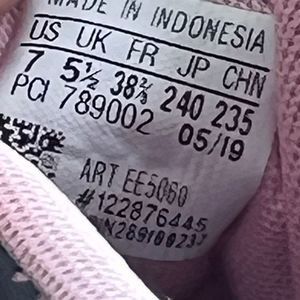 MADE IN INDONESIA
US UK FR JP CHN
7 5½ 38⅔ 240 235
PCI 789002 05/19
ART EE5060
#122876445